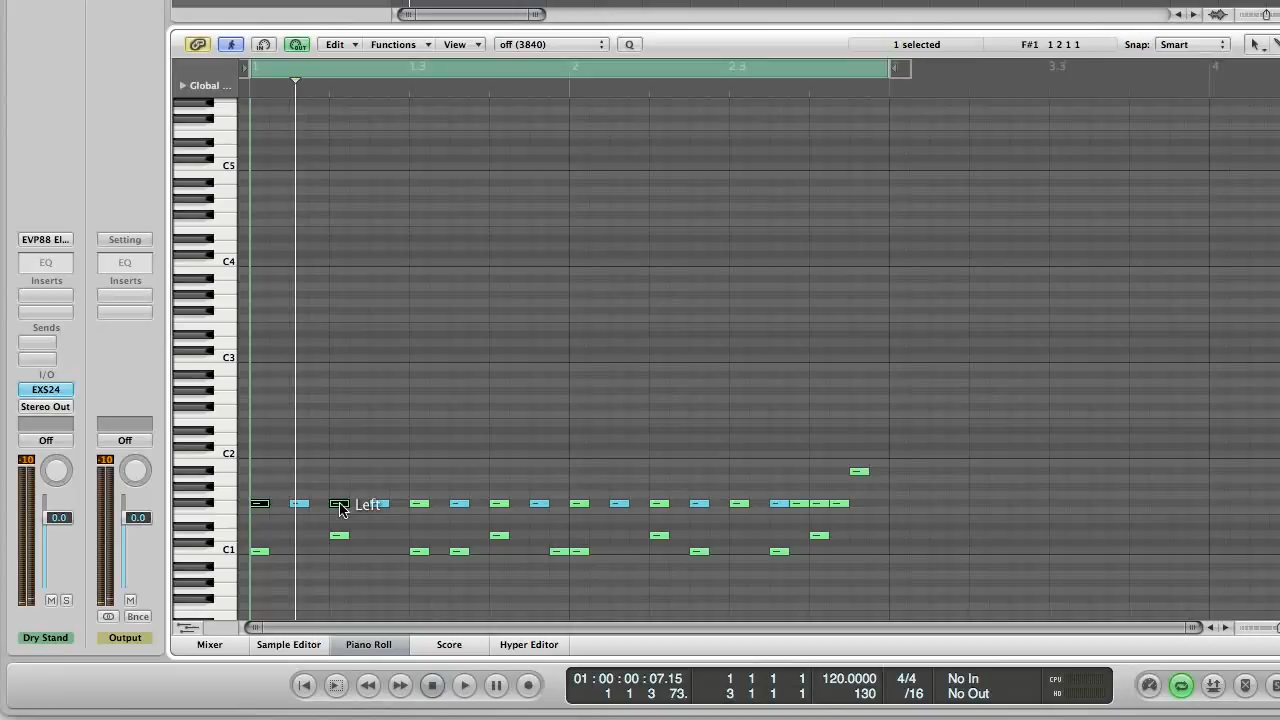 Edit Functions View off (3840) Q 1 selected F#1 1 2 1 1 Snap: Smart
1 1.3 2 2.3 3.3 4
Global ...
C5
C4
C3
C2
C1
Left
EVP88 El... Setting
EQ EQ
Inserts Inserts
Sends
I/O
EXS24
Stereo Out
Off Off
-10 -10
0.0 0.0
M S M
Bnce
Dry Stand Output
Mixer Sample Editor Piano Roll Score Hyper Editor
01:00:00:07.15 1 1 1 1 120.0000 4/4 No In CPU
1 1 3 73. 3 1 1 1 130 /16 No Out HD